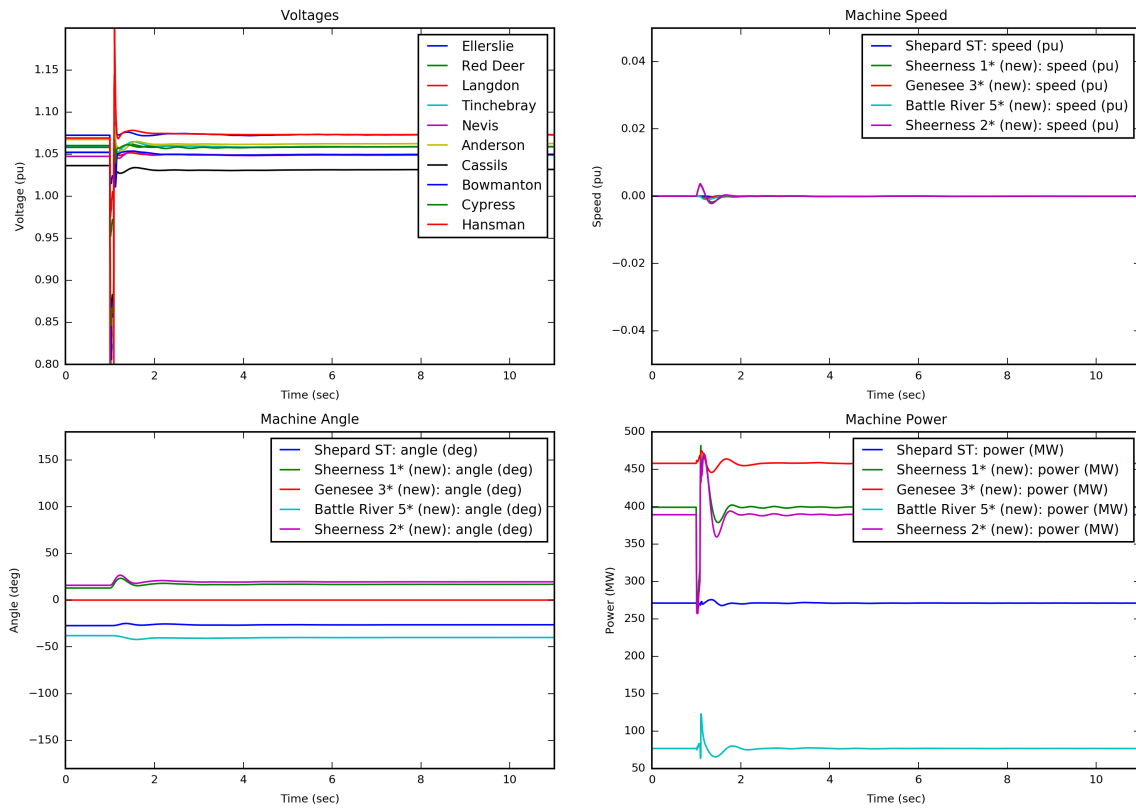 Voltages
1.15
1.10
1.05
1.00
0.95
0.90
0.85
0.80
Voltage (pu)
0
2
4
6
8
10
Time (sec)
Ellerslie
Red Deer
Langdon
Tinchebray
Nevis
Anderson
Cassils
Bowmanton
Cypress
Hansman
Machine Speed
0.04
0.02
0.00
−0.02
−0.04
Speed (pu)
0
2
4
6
8
10
Time (sec)
Shepard ST: speed (pu)
Sheerness 1* (new): speed (pu)
Genesee 3* (new): speed (pu)
Battle River 5* (new): speed (pu)
Sheerness 2* (new): speed (pu)
Machine Angle
150
100
50
0
−50
−100
−150
Angle (deg)
0
2
4
6
8
10
Time (sec)
Shepard ST: angle (deg)
Sheerness 1* (new): angle (deg)
Genesee 3* (new): angle (deg)
Battle River 5* (new): angle (deg)
Sheerness 2* (new): angle (deg)
Machine Power
500
450
400
350
300
250
200
150
100
50
Power (MW)
0
2
4
6
8
10
Time (sec)
Shepard ST: power (MW)
Sheerness 1* (new): power (MW)
Genesee 3* (new): power (MW)
Battle River 5* (new): power (MW)
Sheerness 2* (new): power (MW)